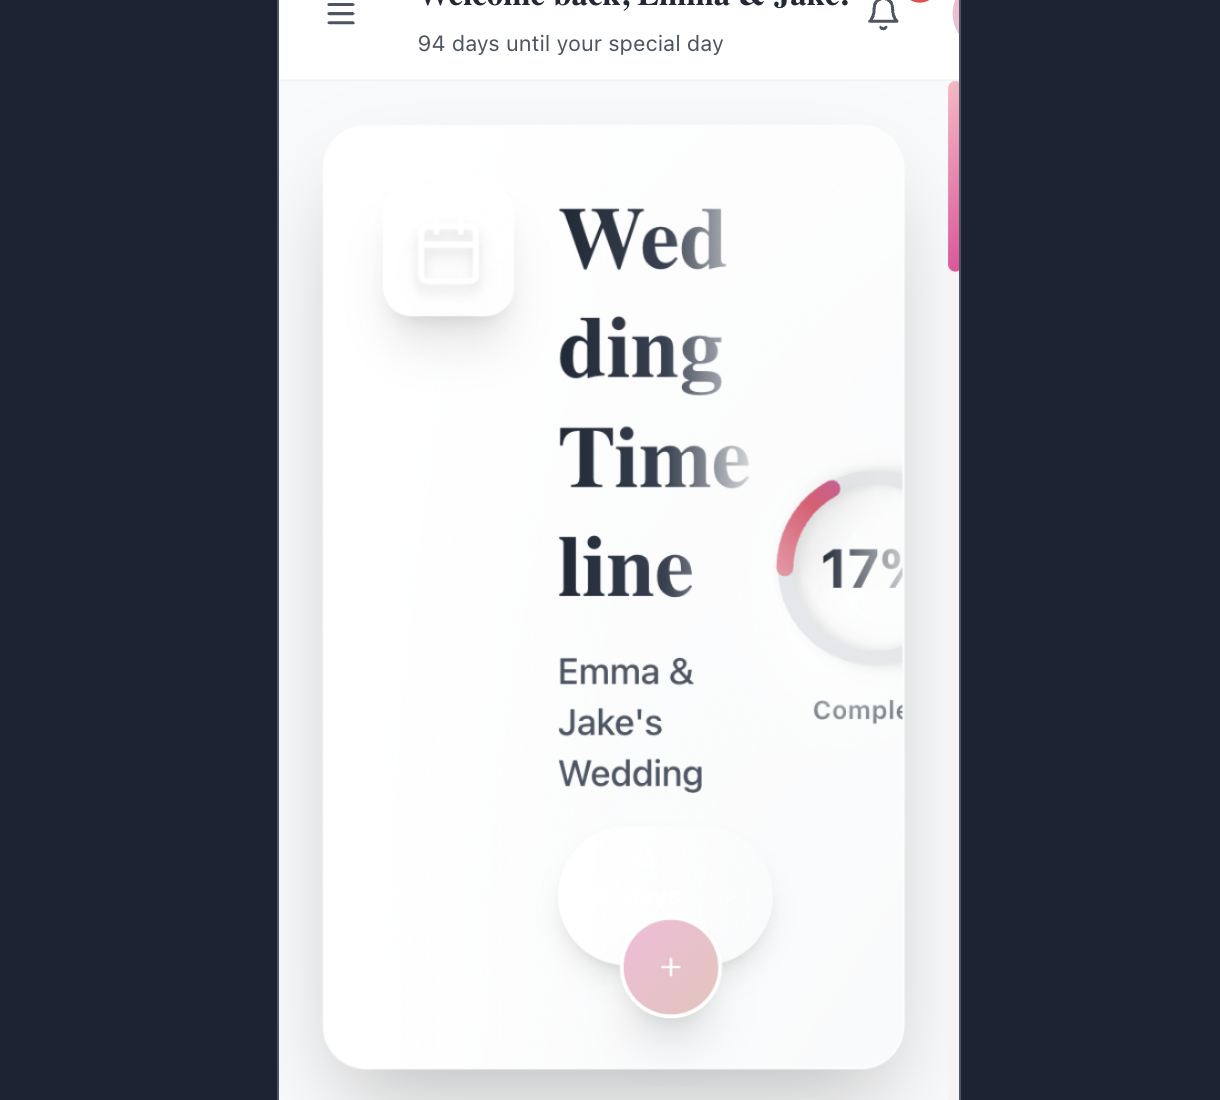 Welcome back, Emma & Jake!
94 days until your special day
Wed
ding
Time
line
Emma &
Jake's
Wedding
17%
Comple